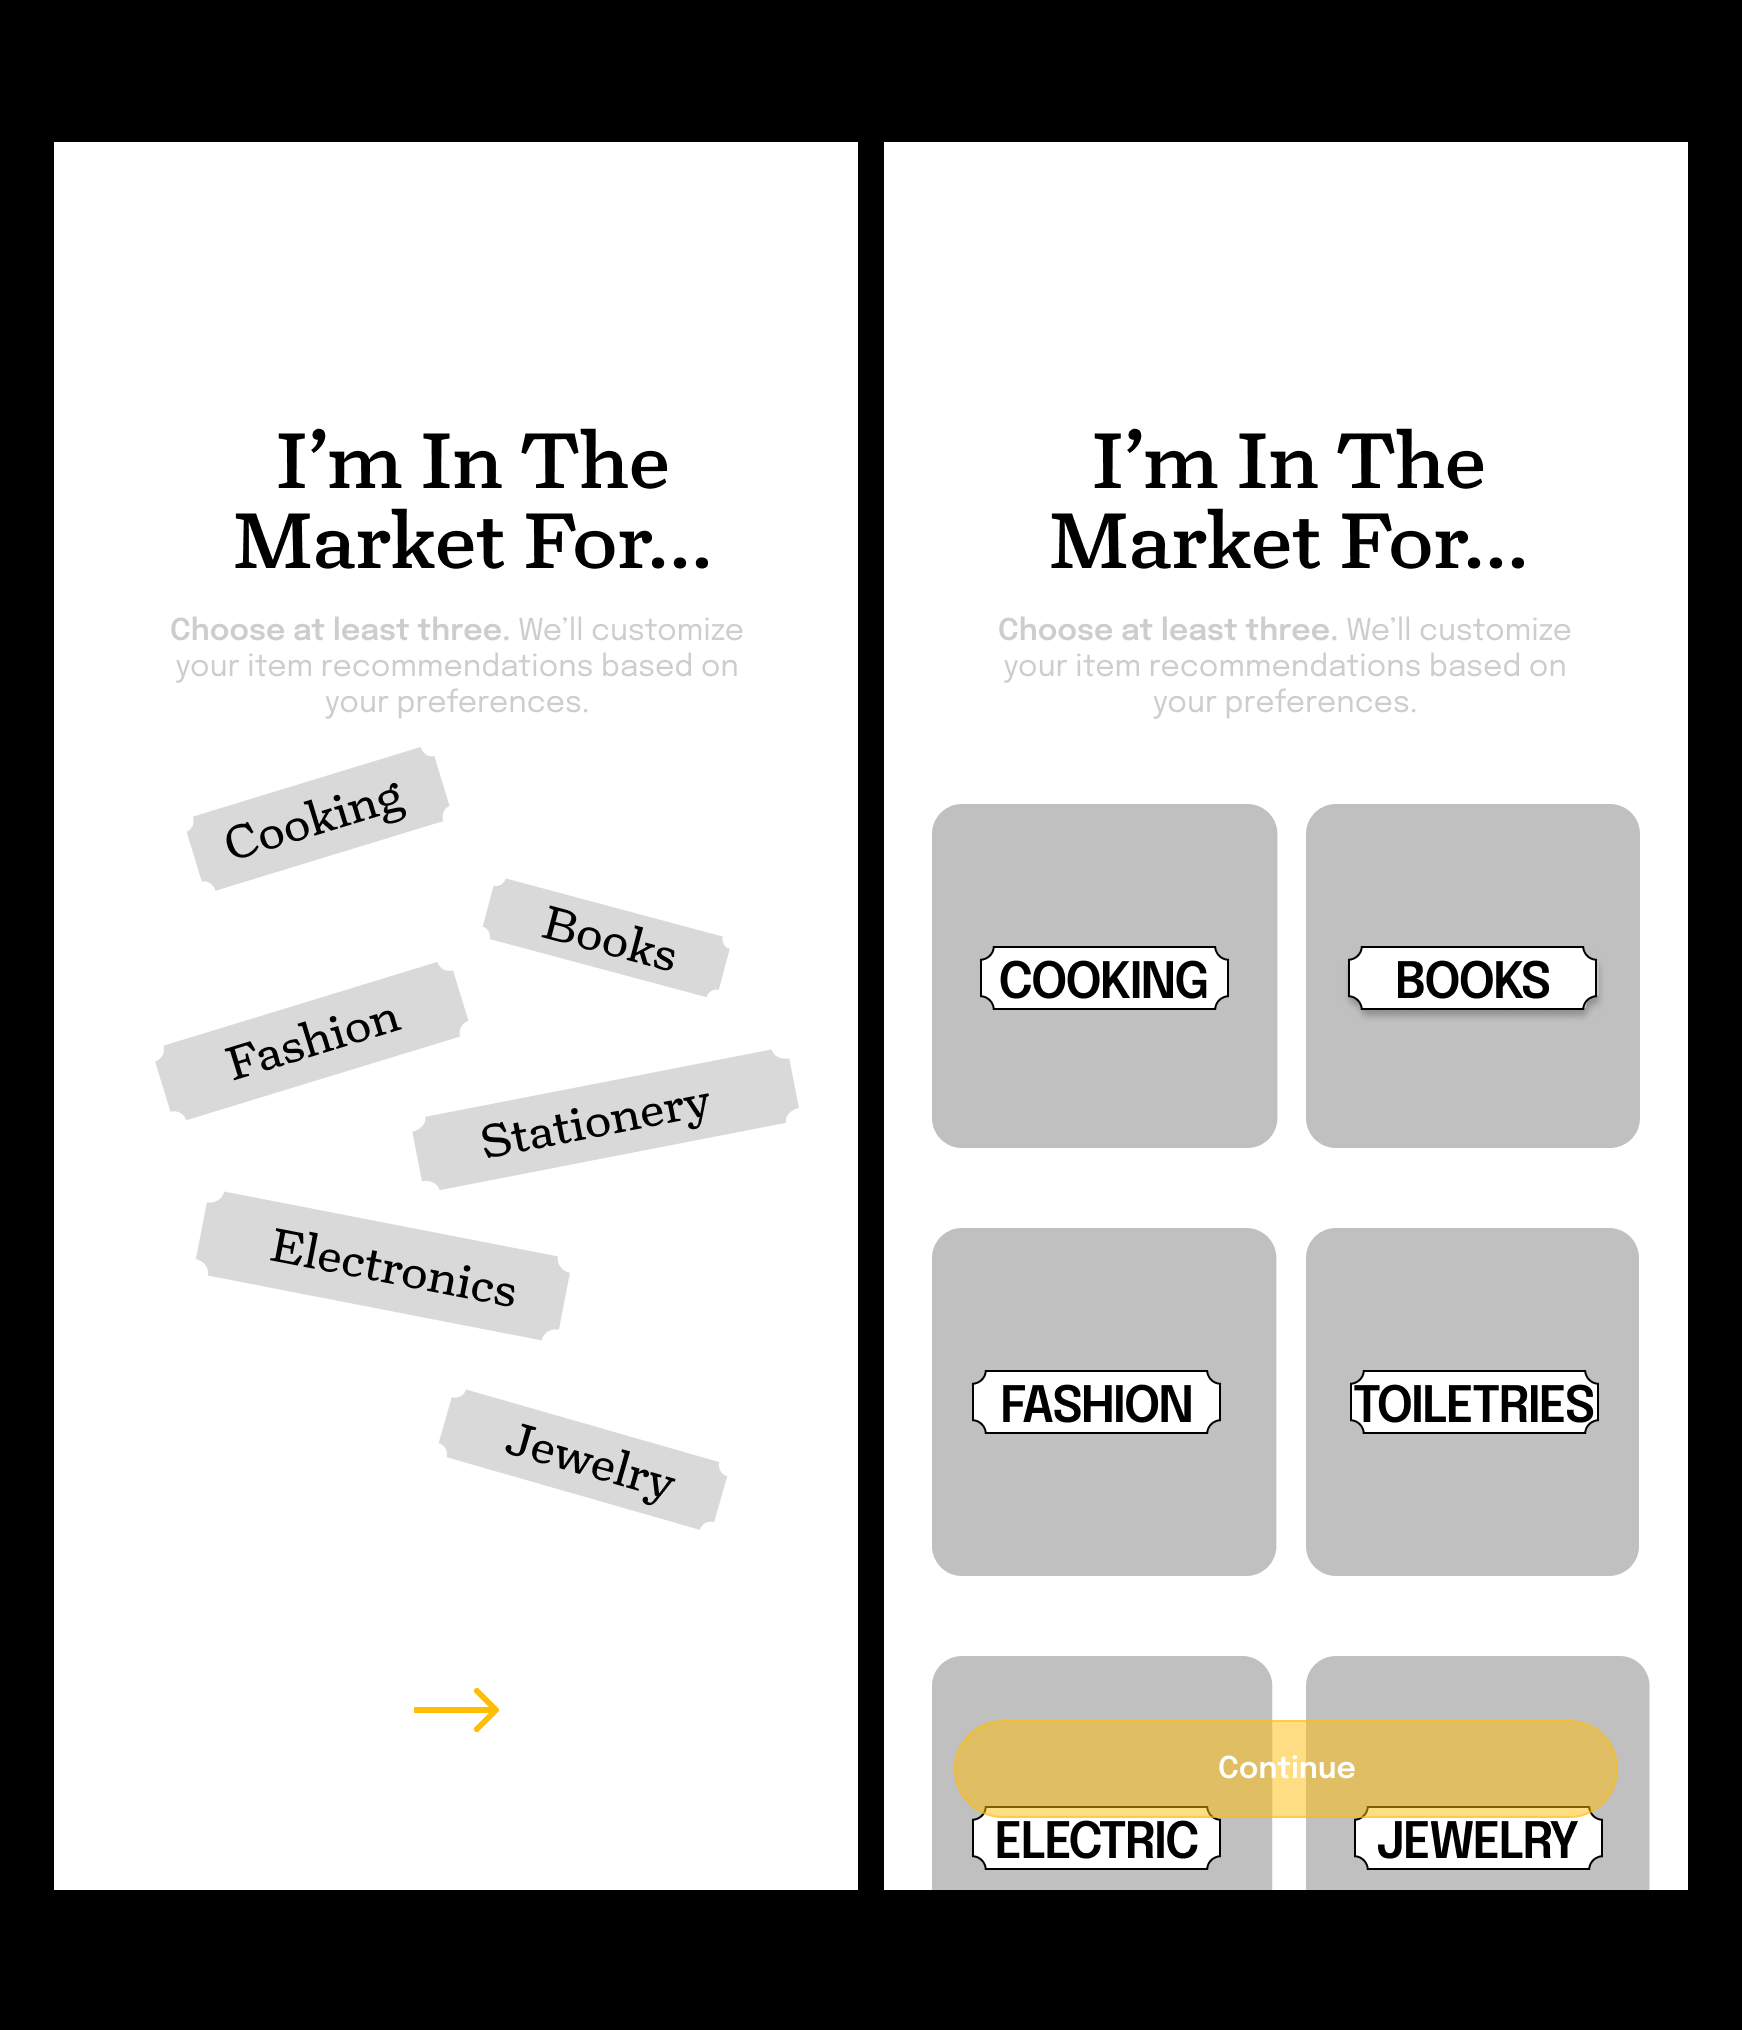 I’m In The
Market For...
Choose at least three. We’ll customize
your item recommendations based on
your preferences.
Cooking
Books
Fashion
Stationery
Electronics
Jewelry
I’m In The
Market For...
Choose at least three. We’ll customize
your item recommendations based on
your preferences.
COOKING
BOOKS
FASHION
TOILETRIES
Continue
ELECTRIC
JEWELRY